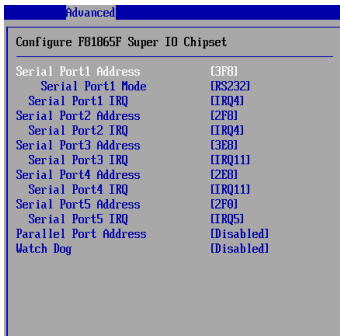 Advanced
Configure F81865F Super IO Chipset
Serial Port1 Address [3F8]
Serial Port1 Mode [RS232]
Serial Port1 IRQ [IRQ4]
Serial Port2 Address [2F8]
Serial Port2 IRQ [IRQ4]
Serial Port3 Address [3E8]
Serial Port3 IRQ [IRQ11]
Serial Port4 Address [2E8]
Serial Port4 IRQ [IRQ11]
Serial Port5 Address [2F0]
Serial Port5 IRQ [IRQ5]
Parallel Port Address [Disabled]
Watch Dog [Disabled]